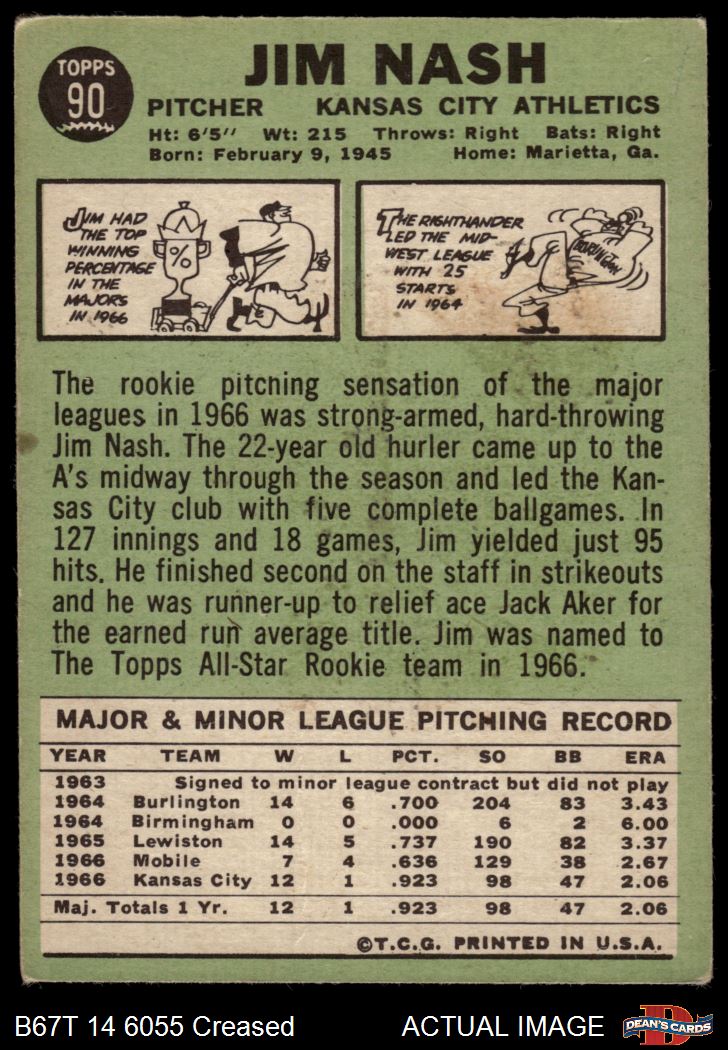 TOPPS
90
JIM NASH
PITCHER KANSAS CITY ATHLETICS
Ht: 6'5" Wt: 215 Throws: Right Bats: Right
Born: February 9, 1945 Home: Marietta, Ga.
JIM HAD
THE TOP
WINNING
PERCENTAGE
IN THE
MAJORS
IN 1966
%
THE RIGHTHANDER
LED THE MID-
WEST LEAGUE
WITH 25
STARTS
IN 1964
BURLINGTON
The rookie pitching sensation of the major
leagues in 1966 was strong-armed, hard-throwing
Jim Nash. The 22-year old hurler came up to the
A's midway through the season and led the Kan-
sas City club with five complete ballgames. In
127 innings and 18 games, Jim yielded just 95
hits. He finished second on the staff in strikeouts
and he was runner-up to relief ace Jack Aker for
the earned run average title. Jim was named to
The Topps All-Star Rookie team in 1966.
MAJOR & MINOR LEAGUE PITCHING RECORD
YEAR TEAM W L PCT. SO BB ERA
1963 Signed to minor league contract but did not play
1964 Burlington 14 6 .700 204 83 3.43
1964 Birmingham 0 0 .000 6 2 6.00
1965 Lewiston 14 5 .737 190 82 3.37
1966 Mobile 7 4 .636 129 38 2.67
1966 Kansas City 12 1 .923 98 47 2.06
Maj. Totals 1 Yr. 12 1 .923 98 47 2.06
©T.C.G. PRINTED IN U.S.A.
B67T 14 6055 Creased ACTUAL IMAGE
D
DEAN'S CARDS